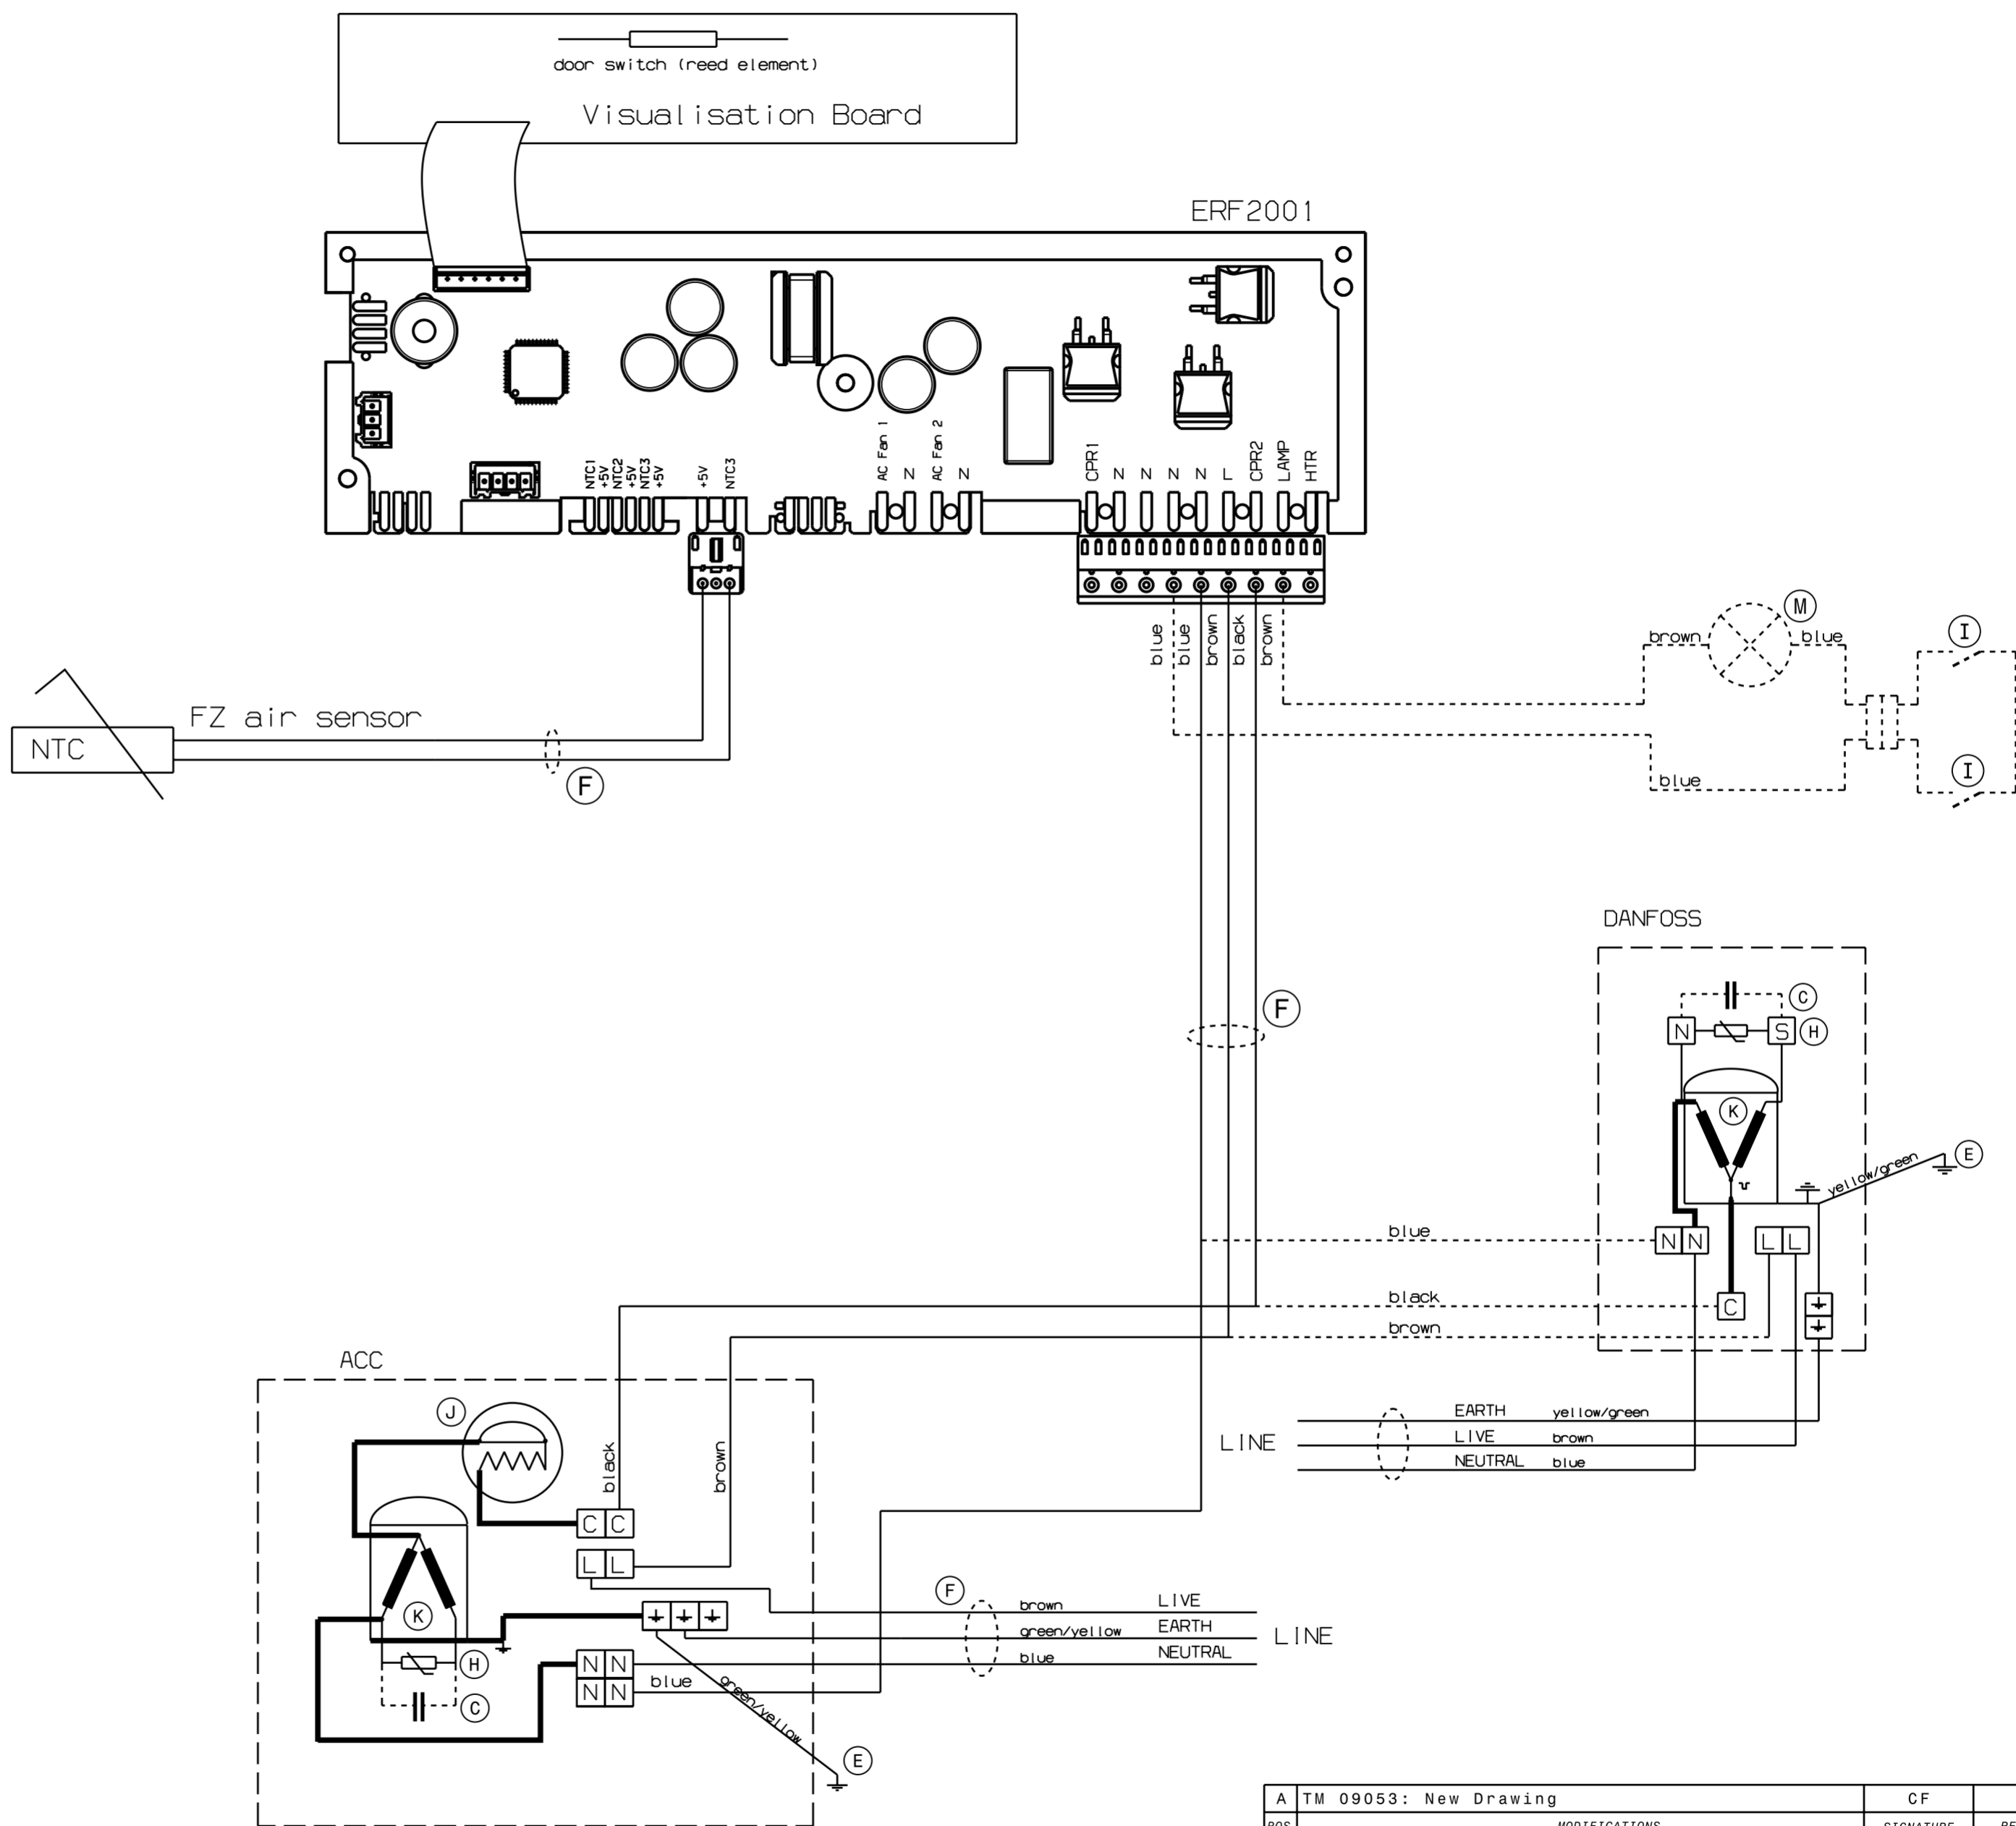 door switch (reed element)
Visualisation Board
ERF2001
NTC1
+5V
NTC2
+5V
NTC3
+5V
+5V
NTC3
AC Fan 1
N
AC Fan 2
N
CPR1
N
N
N
N
L
CPR2
LAMP
HTR
blue
blue
brown
black
brown
brown
M
blue
I
I
blue
NTC
FZ air sensor
F
DANFOSS
F
C
N
S
H
K
yellow/green
E
blue
N N
L L
black
C
brown
ACC
J
black
brown
EARTH yellow/green
LINE
LIVE brown
NEUTRAL blue
C C
L L
F
brown LIVE
K
green/yellow EARTH
LINE
blue NEUTRAL
H
N N
N N
blue
green/yellow
C
E
A TM 09053: New Drawing CF
POS MODIFICATIONS SIGNATURE